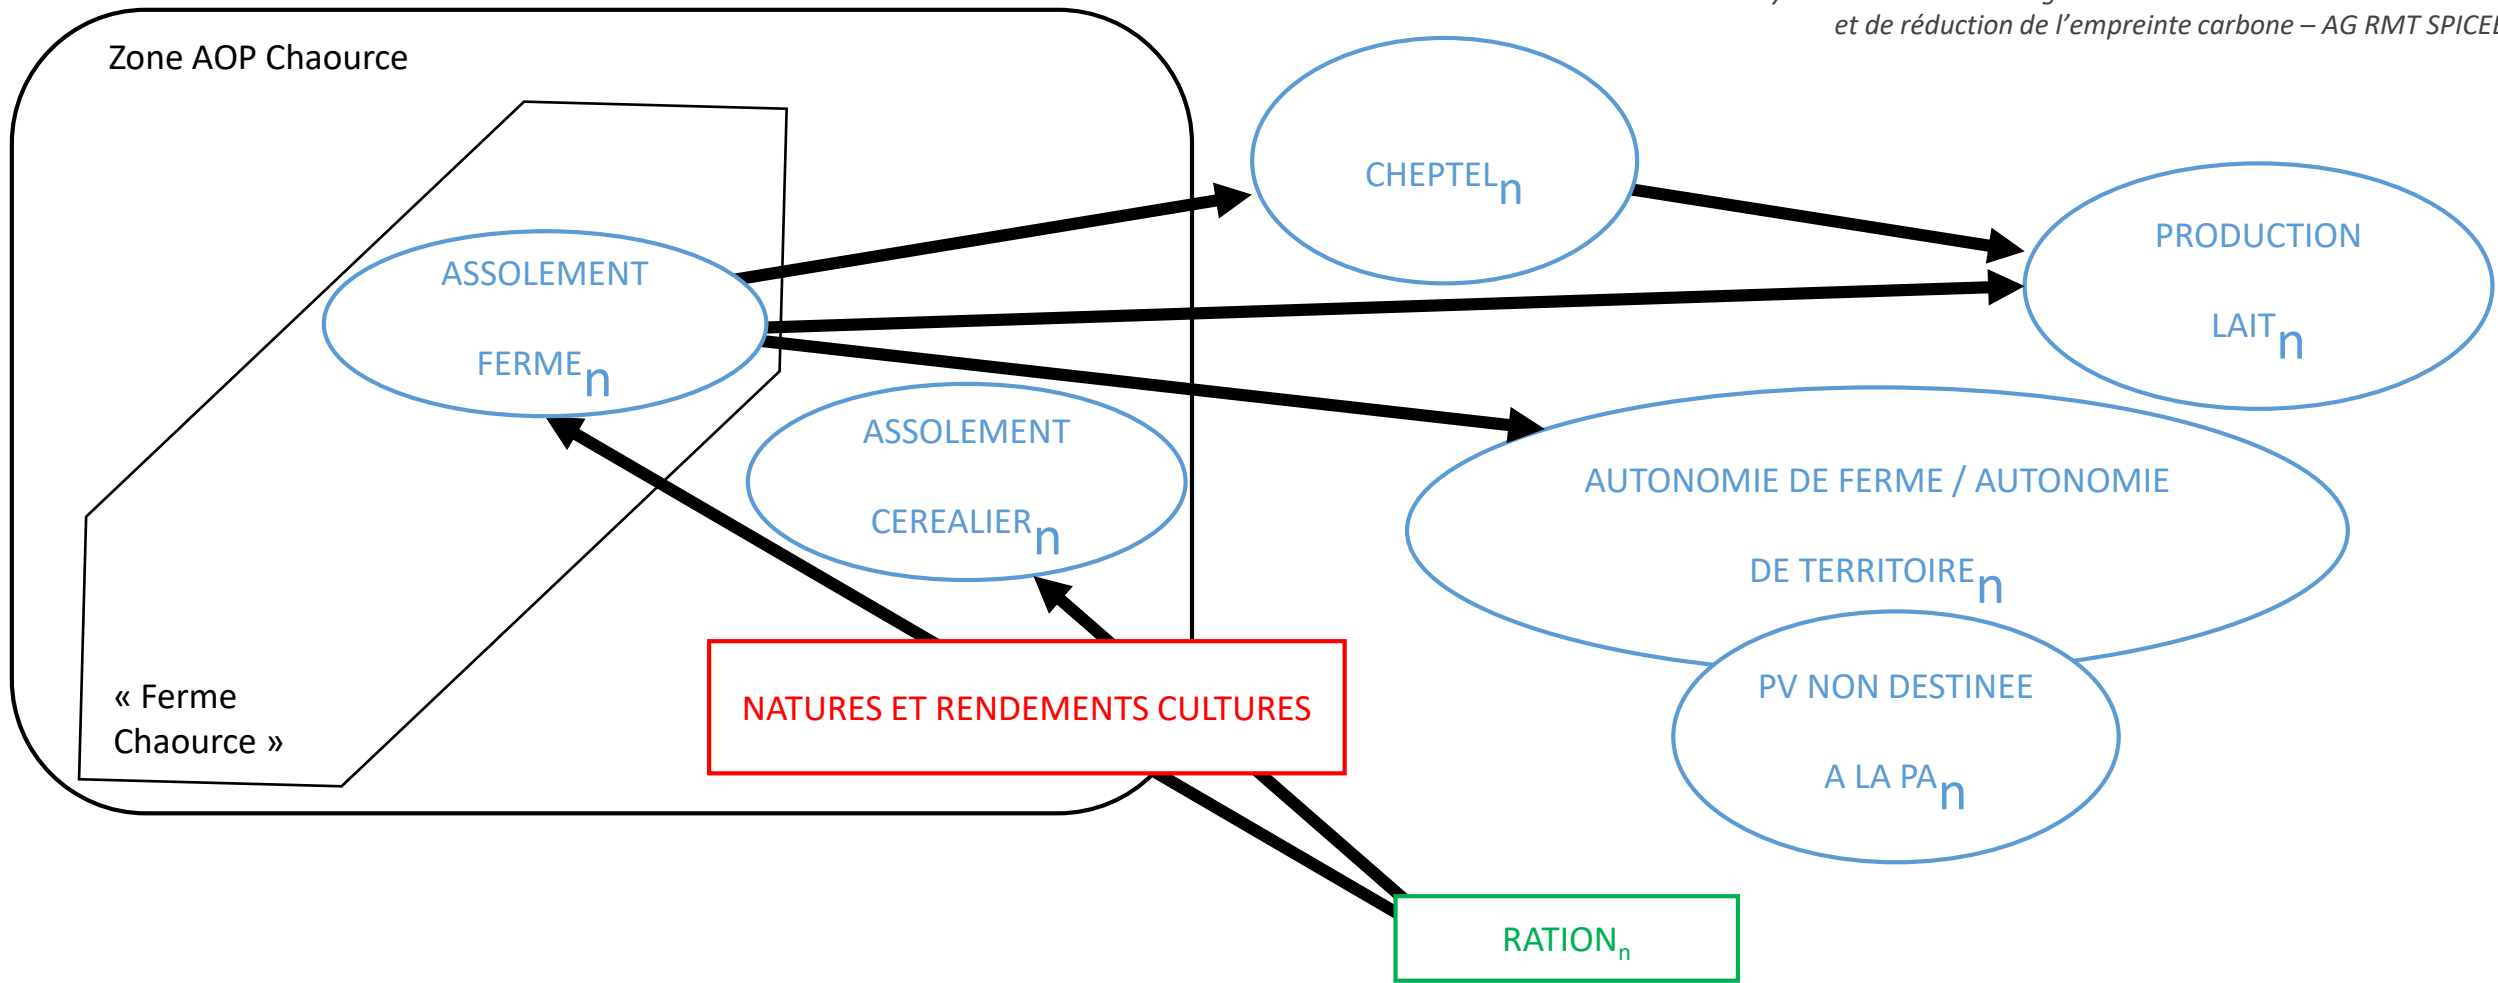 et de réduction de l'empreinte carbone – AG RMT
Zone AOP Chaource
CHEPTELn
PRODUCTION
LAITn
ASSOLEMENT
FERMEn
ASSOLEMENT
CEREALIERn
AUTONOMIE DE FERME / AUTONOMIE
DE TERRITOIREn
PV NON DESTINEE
A LA PAn
« Ferme
Chaource »
NATURES ET RENDEMENTS CULTURES
RATIONn